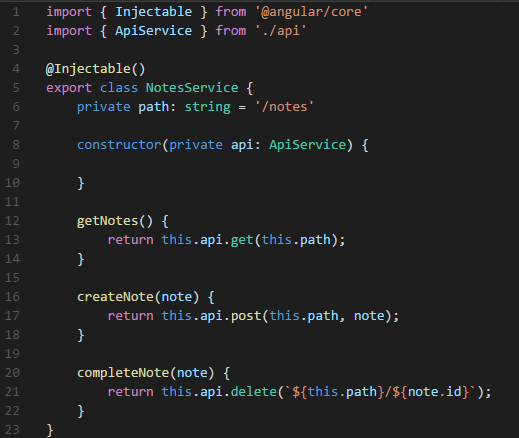 1 import { Injectable } from '@angular/core'
2 import { ApiService } from './api'
3
4 @Injectable()
5 export class NotesService {
6     private path: string = '/notes'
7
8     constructor(private api: ApiService) {
9
10     }
11
12     getNotes() {
13         return this.api.get(this.path);
14     }
15
16     createNote(note) {
17         return this.api.post(this.path, note);
18     }
19
20     completeNote(note) {
21         return this.api.delete(`${this.path}/${note.id}`);
22     }
23 }